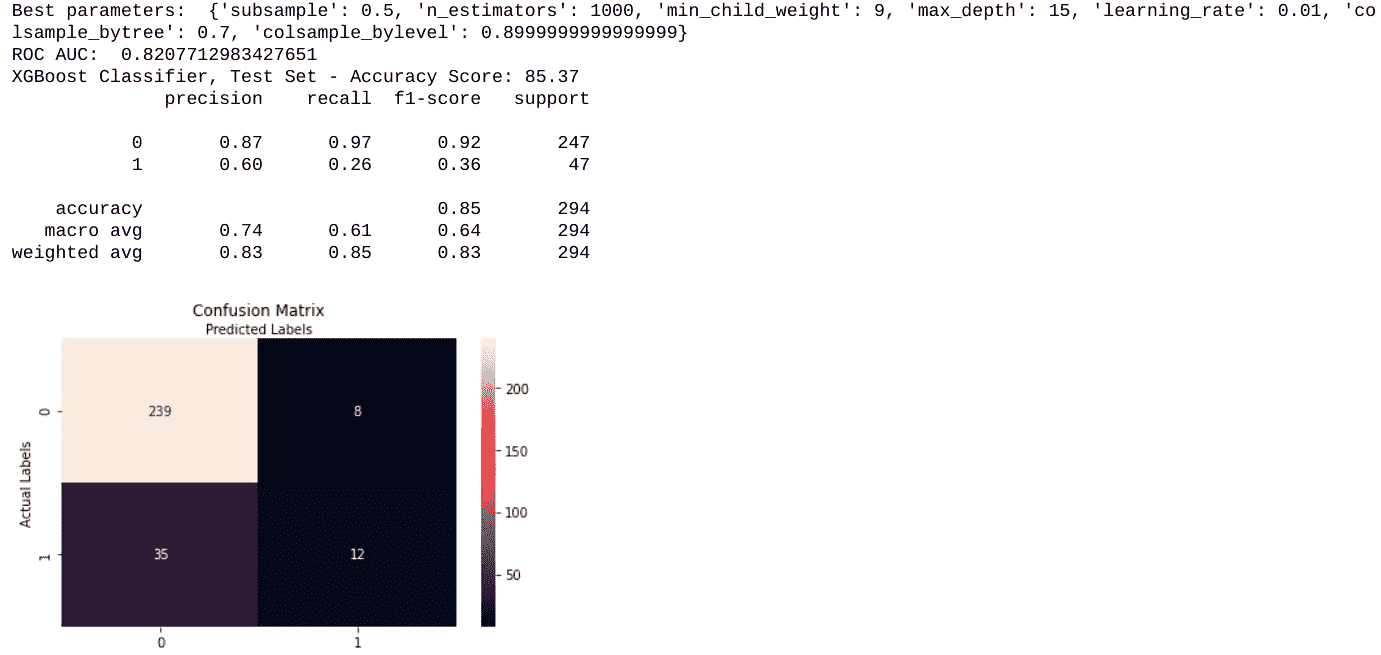 Best parameters:  {'subsample': 0.5, 'n_estimators': 1000, 'min_child_weight': 9, 'max_depth': 15, 'learning_rate': 0.01, 'co
lsample_bytree': 0.7, 'colsample_bylevel': 0.8999999999999999}
ROC AUC:  0.8207712983427651
XGBoost Classifier, Test Set - Accuracy Score: 85.37
precision    recall  f1-score   support
0       0.87      0.97      0.92       247
1       0.60      0.26      0.36        47
accuracy                           0.85       294
macro avg       0.74      0.61      0.64       294
weighted avg       0.83      0.85      0.83       294
Confusion Matrix
Predicted Labels
Actual Labels
0
239
8
1
35
12
0
1
200
150
100
50